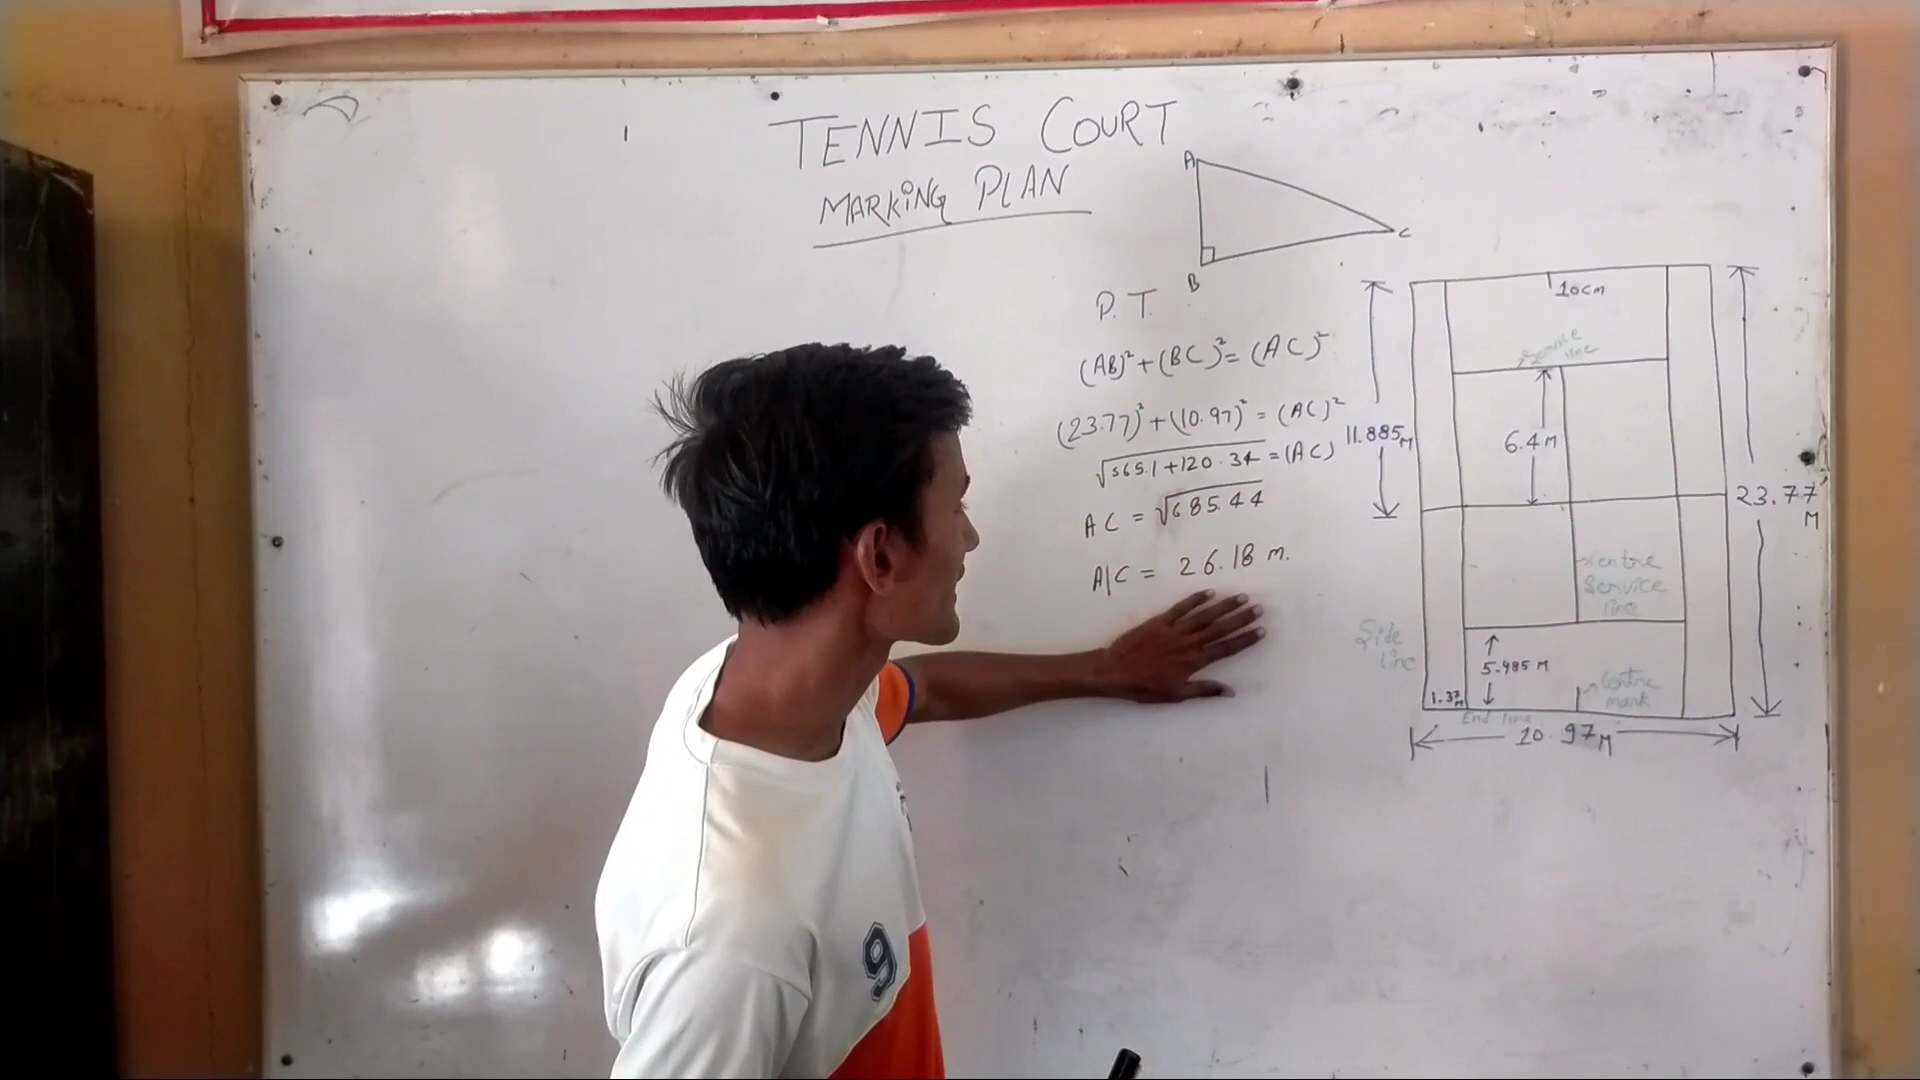 TENNIS COURT
MARKING PLAN
A
C
B
P.T.
(AB)² + (BC)² = (AC)²
(23.77)² + (10.97)² = (AC)²
√565.1 + 120.34 = (AC)
AC = √685.44
A|C = 26.18 m.
10cm
Service
line
11.885 M
6.4 M
23.77
M
centre
Service
line
Side
Line
5.485 M
Centre
mark
1.37 M
End line
10.97 M
9